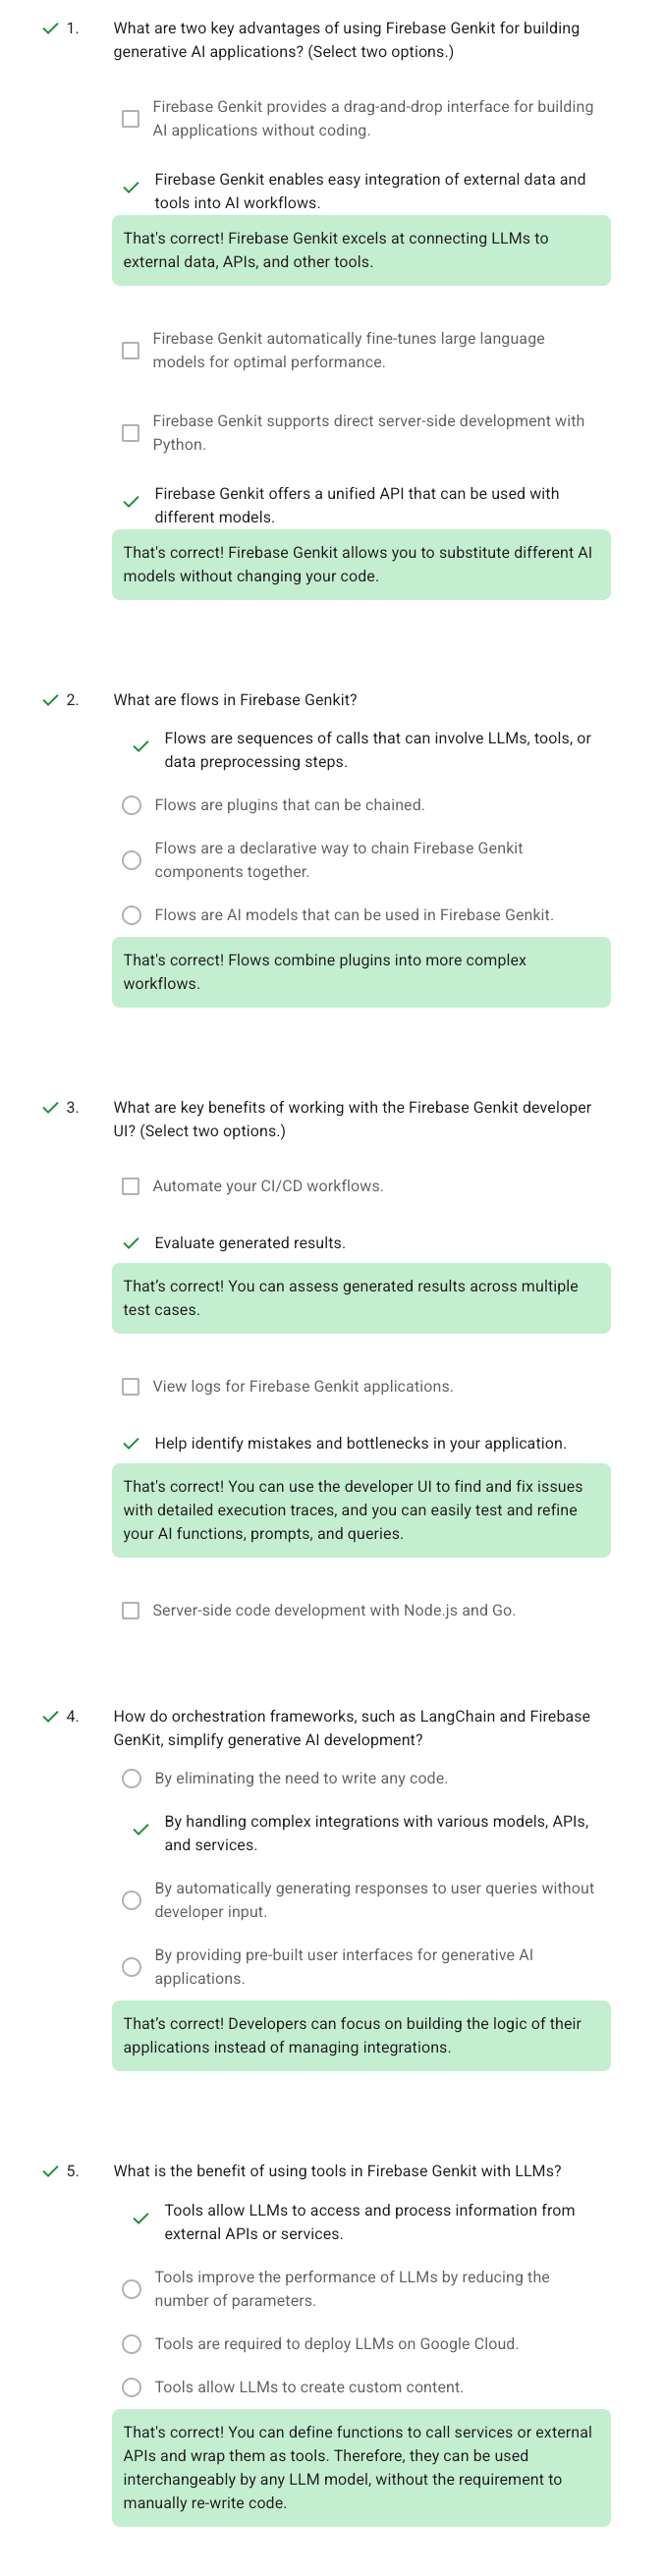 1. What are two key advantages of using Firebase Genkit for building
generative AI applications? (Select two options.)
Firebase Genkit provides a drag-and-drop interface for building
AI applications without coding.
Firebase Genkit enables easy integration of external data and
tools into AI workflows.
That's correct! Firebase Genkit excels at connecting LLMs to
external data, APIs, and other tools.
Firebase Genkit automatically fine-tunes large language
models for optimal performance.
Firebase Genkit supports direct server-side development with
Python.
Firebase Genkit offers a unified API that can be used with
different models.
That's correct! Firebase Genkit allows you to substitute different AI
models without changing your code.
2. What are flows in Firebase Genkit?
Flows are sequences of calls that can involve LLMs, tools, or
data preprocessing steps.
Flows are plugins that can be chained.
Flows are a declarative way to chain Firebase Genkit
components together.
Flows are AI models that can be used in Firebase Genkit.
That's correct! Flows combine plugins into more complex
workflows.
3. What are key benefits of working with the Firebase Genkit developer
UI? (Select two options.)
Automate your CI/CD workflows.
Evaluate generated results.
That’s correct! You can assess generated results across multiple
test cases.
View logs for Firebase Genkit applications.
Help identify mistakes and bottlenecks in your application.
That's correct! You can use the developer UI to find and fix issues
with detailed execution traces, and you can easily test and refine
your AI functions, prompts, and queries.
Server-side code development with Node.js and Go.
4. How do orchestration frameworks, such as LangChain and Firebase
GenKit, simplify generative AI development?
By eliminating the need to write any code.
By handling complex integrations with various models, APIs,
and services.
By automatically generating responses to user queries without
developer input.
By providing pre-built user interfaces for generative AI
applications.
That’s correct! Developers can focus on building the logic of their
applications instead of managing integrations.
5. What is the benefit of using tools in Firebase Genkit with LLMs?
Tools allow LLMs to access and process information from
external APIs or services.
Tools improve the performance of LLMs by reducing the
number of parameters.
Tools are required to deploy LLMs on Google Cloud.
Tools allow LLMs to create custom content.
That's correct! You can define functions to call services or external
APIs and wrap them as tools. Therefore, they can be used
interchangeably by any LLM model, without the requirement to
manually re-write code.